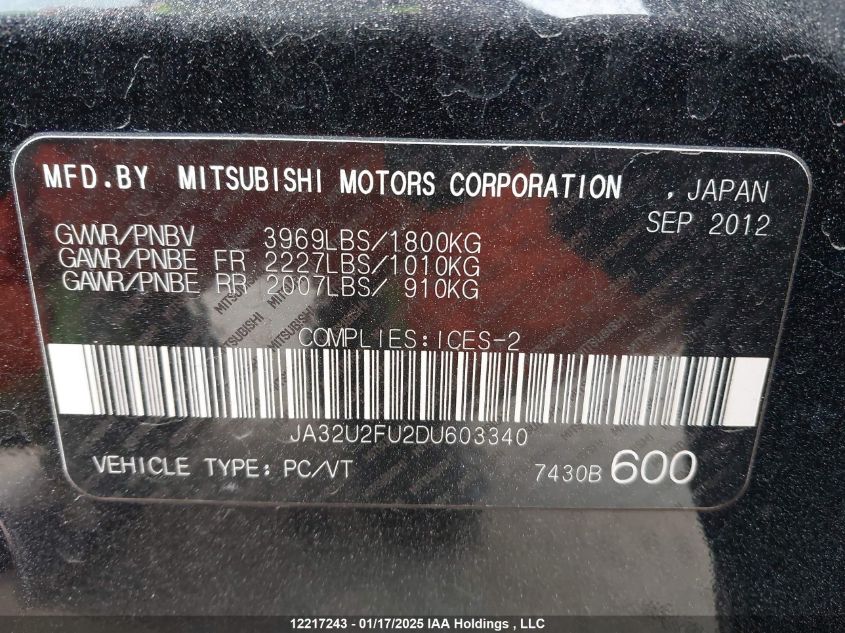 MFD.BY MITSUBISHI MOTORS CORPORATION , JAPAN
SEP 2012
GVWR/PNBV 3969LBS/1800KG
GAWR/PNBE FR 2227LBS/1010KG
GAWR/PNBE RR 2007LBS/ 910KG
COMPLIES:ICES-2
JA32U2FU2DU603340
VEHICLE TYPE: PC/VT 7430B 600
12217243 - 01/17/2025 IAA Holdings , LLC